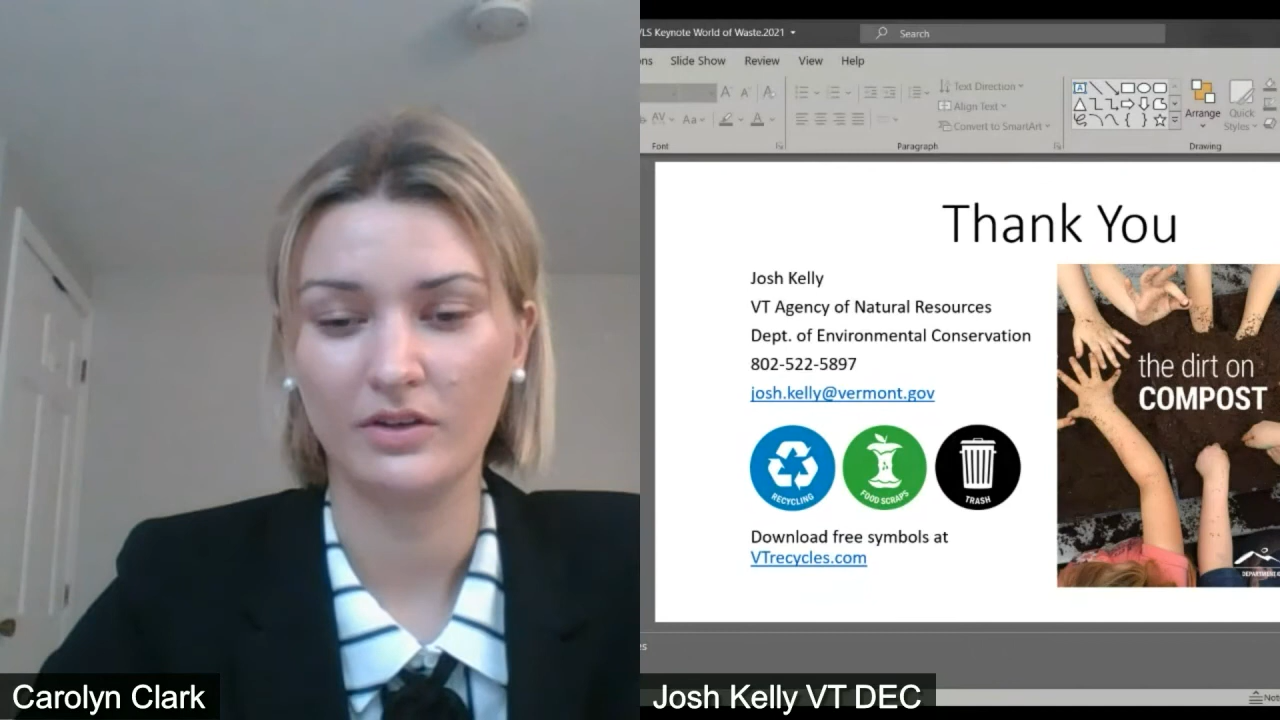 VLS Keynote World of Waste.2021
Search
Slide Show
Review
View
Help
Text Direction
Align Text
Convert to SmartArt
Aa
Arrange
Quick
Styles
Font
Paragraph
Drawing
Thank You
Josh Kelly
VT Agency of Natural Resources
Dept. of Environmental Conservation
802-522-5897
josh.kelly@vermont.gov
RECYCLING
FOOD SCRAPS
TRASH
Download free symbols at
VTrecycles.com
the dirt on
COMPOST
Carolyn Clark
Josh Kelly VT DEC